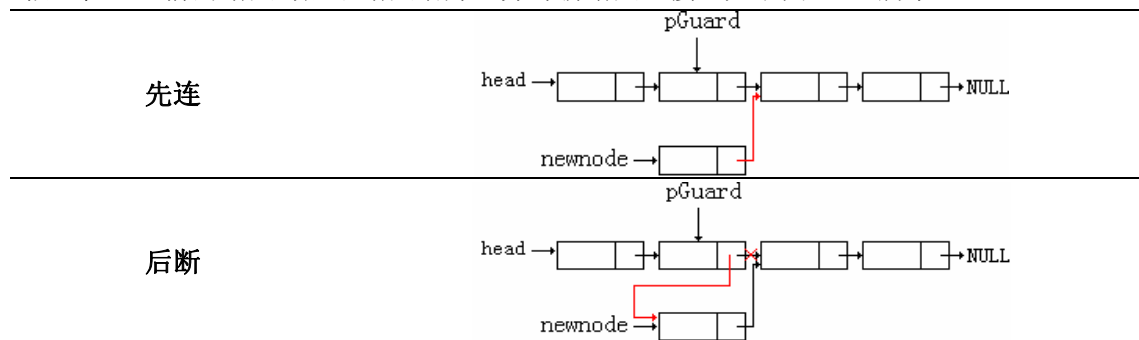 pGuard
先连
head
NULL
newnode
pGuard
后断
head
NULL
newnode